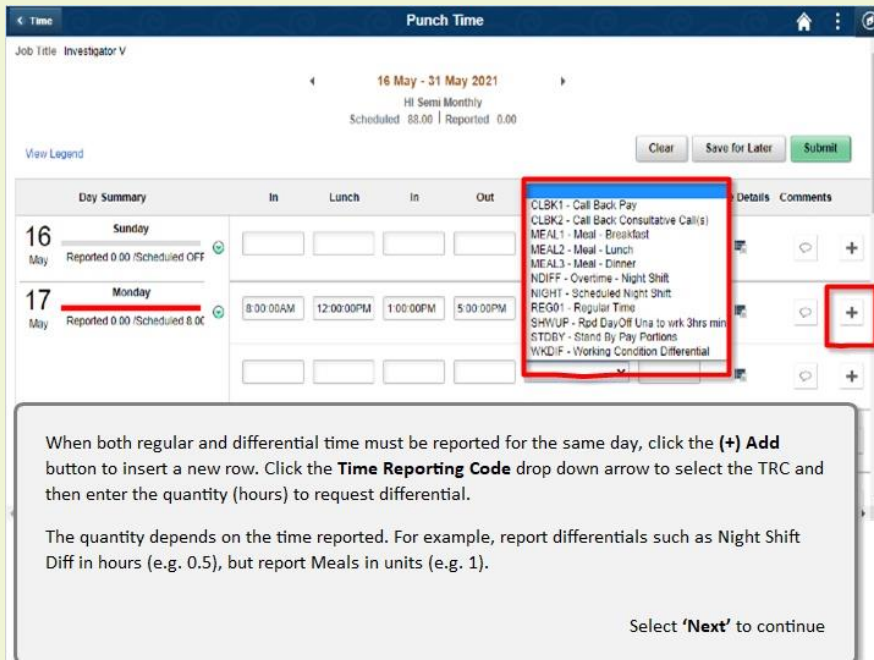 Time
Punch Time
Job Title Investigator V
16 May - 31 May 2021
HI Semi Monthly
Scheduled 88.00 | Reported 0.00
View Legend
Clear
Save for Later
Submit
Day Summary In Lunch In Out Details Comments
CLBK1 - Call Back Pay
CLBK2 - Call Back Consultative Call(s)
MEAL1 - Meal - Breakfast
MEAL2 - Meal - Lunch
MEAL3 - Meal - Dinner
NDIFF - Overtime - Night Shift
NIGHT - Scheduled Night Shift
REG01 - Regular Time
SHWUP - Rpd DayOff Una to wrk 3hrs min
STDBY - Stand By Pay Portions
WKDIF - Working Condition Differential
16 Sunday
May Reported 0.00 /Scheduled OFF
+
17 Monday
May Reported 0.00 /Scheduled 8.0
8:00:00AM 12:00:00PM 1:00:00PM 5:00:00PM
+
+
When both regular and differential time must be reported for the same day, click the (+) Add
button to insert a new row. Click the Time Reporting Code drop down arrow to select the TRC and
then enter the quantity (hours) to request differential.
The quantity depends on the time reported. For example, report differentials such as Night Shift
Diff in hours (e.g. 0.5), but report Meals in units (e.g. 1).
Select 'Next' to continue